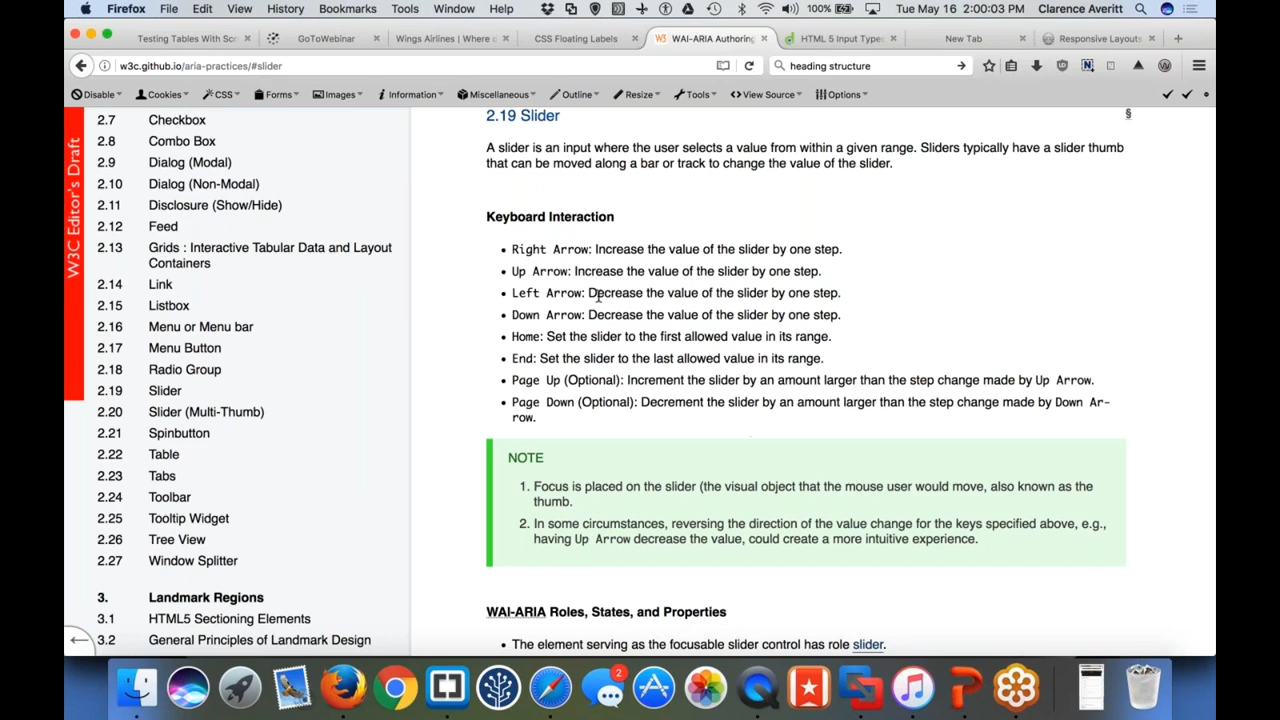 Firefox File Edit View History Bookmarks Tools Window Help 100% Tue May 16 2:00:03 PM Clarence Averitt
Testing Tables With Scr GoToWebinar Wings Airlines | Where c CSS Floating Labels WAI-ARIA Authoring HTML 5 Input Types New Tab Responsive Layouts
w3c.github.io/aria-practices/#slider heading structure
Disable Cookies CSS Forms Images Information Miscellaneous Outline Resize Tools View Source Options
W3C Editor's Draft
2.7 Checkbox
2.8 Combo Box
2.9 Dialog (Modal)
2.10 Dialog (Non-Modal)
2.11 Disclosure (Show/Hide)
2.12 Feed
2.13 Grids : Interactive Tabular Data and Layout
Containers
2.14 Link
2.15 Listbox
2.16 Menu or Menu bar
2.17 Menu Button
2.18 Radio Group
2.19 Slider
2.20 Slider (Multi-Thumb)
2.21 Spinbutton
2.22 Table
2.23 Tabs
2.24 Toolbar
2.25 Tooltip Widget
2.26 Tree View
2.27 Window Splitter
3. Landmark Regions
3.1 HTML5 Sectioning Elements
3.2 General Principles of Landmark Design
2.19 Slider §
A slider is an input where the user selects a value from within a given range. Sliders typically have a slider thumb
that can be moved along a bar or track to change the value of the slider.
Keyboard Interaction
• Right Arrow: Increase the value of the slider by one step.
• Up Arrow: Increase the value of the slider by one step.
• Left Arrow: Decrease the value of the slider by one step.
• Down Arrow: Decrease the value of the slider by one step.
• Home: Set the slider to the first allowed value in its range.
• End: Set the slider to the last allowed value in its range.
• Page Up (Optional): Increment the slider by an amount larger than the step change made by Up Arrow.
• Page Down (Optional): Decrement the slider by an amount larger than the step change made by Down Ar-
row.
NOTE
1. Focus is placed on the slider (the visual object that the mouse user would move, also known as the
thumb.
2. In some circumstances, reversing the direction of the value change for the keys specified above, e.g.,
having Up Arrow decrease the value, could create a more intuitive experience.
WAI-ARIA Roles, States, and Properties
• The element serving as the focusable slider control has role slider.
2